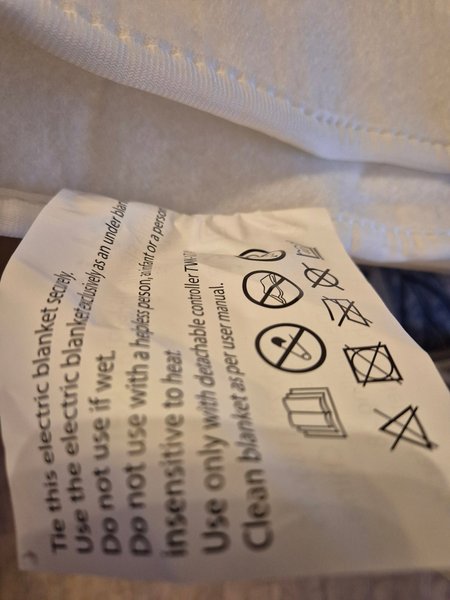 Tie this electric blanket securely.
Use the electric blanket exclusively as an under
Do not use if wet.
Do not use with a helpless person, an infant or a person
insensitive to heat.
Use only with detachable controller
Clean blanket as per user manual.